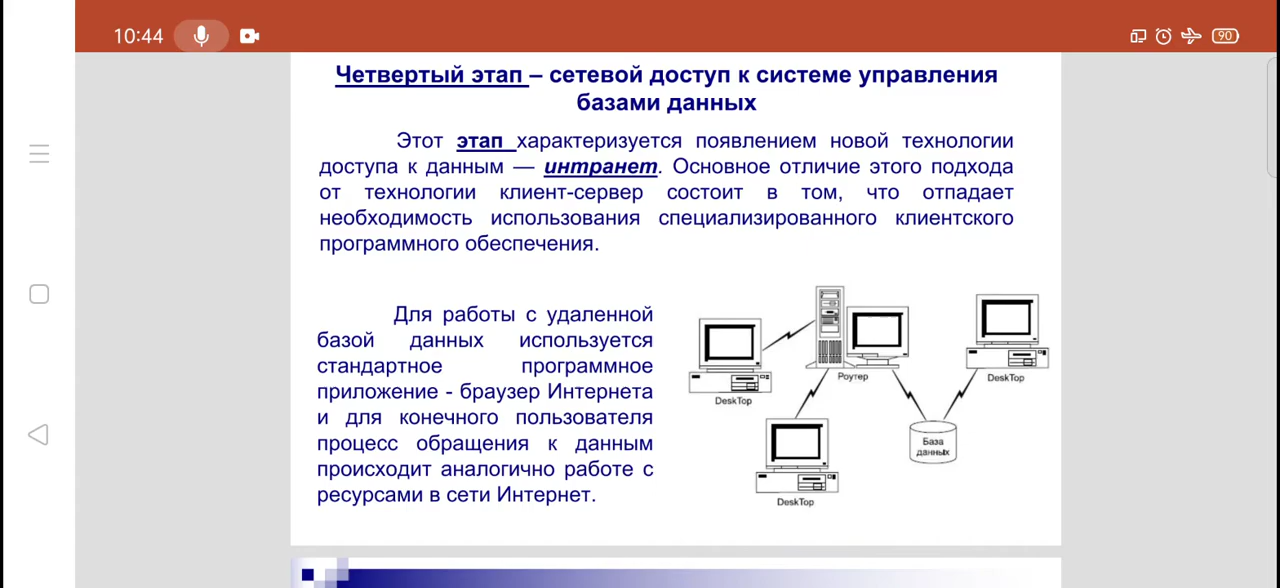 10:44
90
Четвертый этап – сетевой доступ к системе управления
базами данных
Этот этап характеризуется появлением новой технологии
доступа к данным — интранет. Основное отличие этого подхода
от технологии клиент-сервер состоит в том, что отпадает
необходимость использования специализированного клиентского
программного обеспечения.
Для работы с удаленной
базой данных используется
стандартное программное
приложение - браузер Интернета
и для конечного пользователя
процесс обращения к данным
происходит аналогично работе с
ресурсами в сети Интернет.
DeskTop
Роутер
DeskTop
База
данных
DeskTop